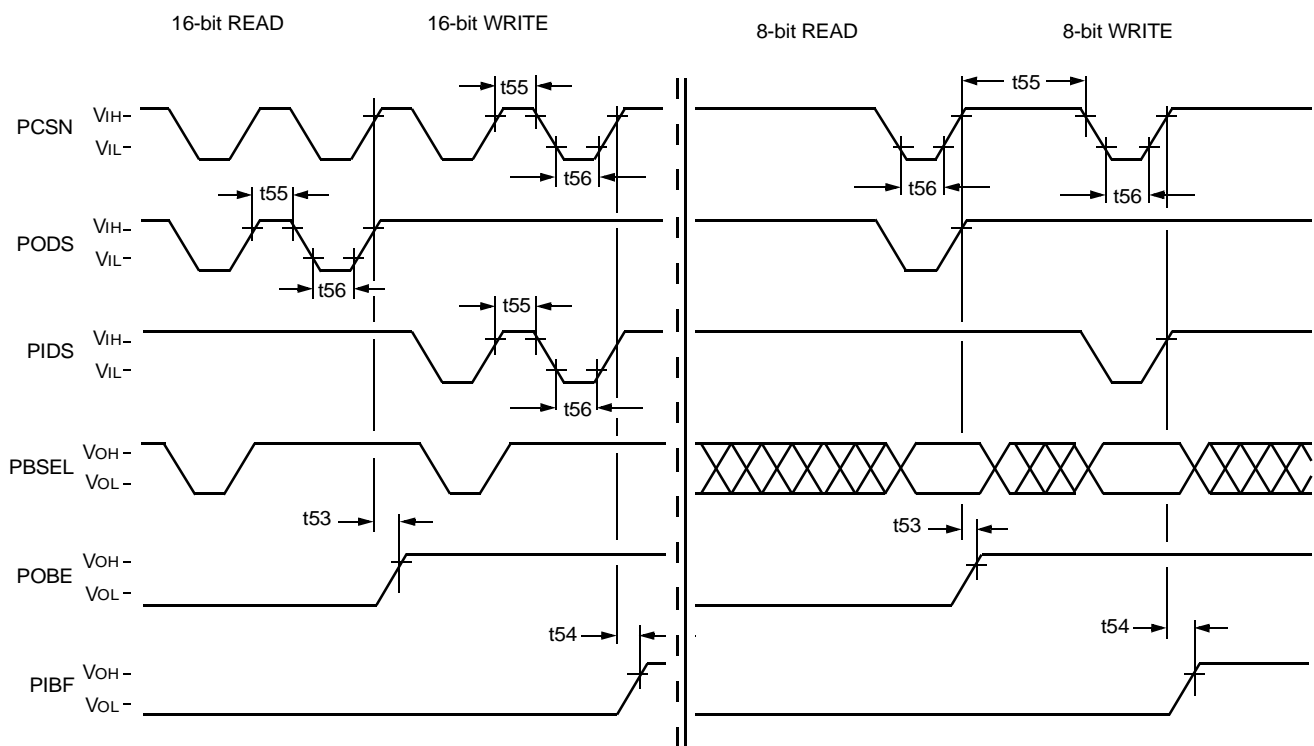 16-bit READ 16-bit WRITE 8-bit READ 8-bit WRITE
t55 t55
PCSN VIH–
VIL–
t56 t56 t56
t55
PODS VIH–
VIL–
t56 t55
PIDS VIH–
VIL–
t56
PBSEL VOH–
VOL–
t53 t53
POBE VOH–
VOL–
t54 t54
PIBF VOH–
VOL–